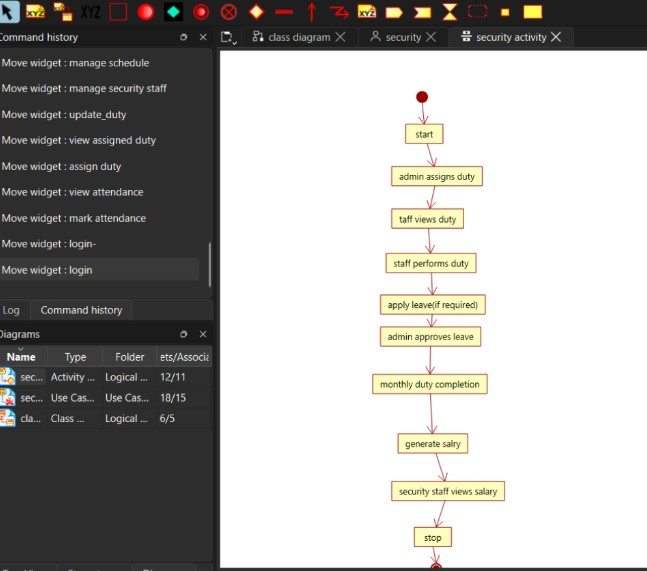 XYZ XYZ XYZ
Command history
class diagram
security
security activity
Move widget : manage schedule
Move widget : manage security staff
Move widget : update_duty
Move widget : view assigned duty
Move widget : assign duty
Move widget : view attendance
Move widget : mark attendance
Move widget : login-
Move widget : login
Log
Command history
Diagrams
Name Type Folder ets/Associa
sec... Activity ... Logical ... 12/11
sec... Use Cas... Use Cas... 18/15
cla... Class ... Logical ... 6/5
start
admin assigns duty
taff views duty
staff performs duty
apply leave(if required)
admin approves leave
monthly duty completion
generate salry
security staff views salary
stop